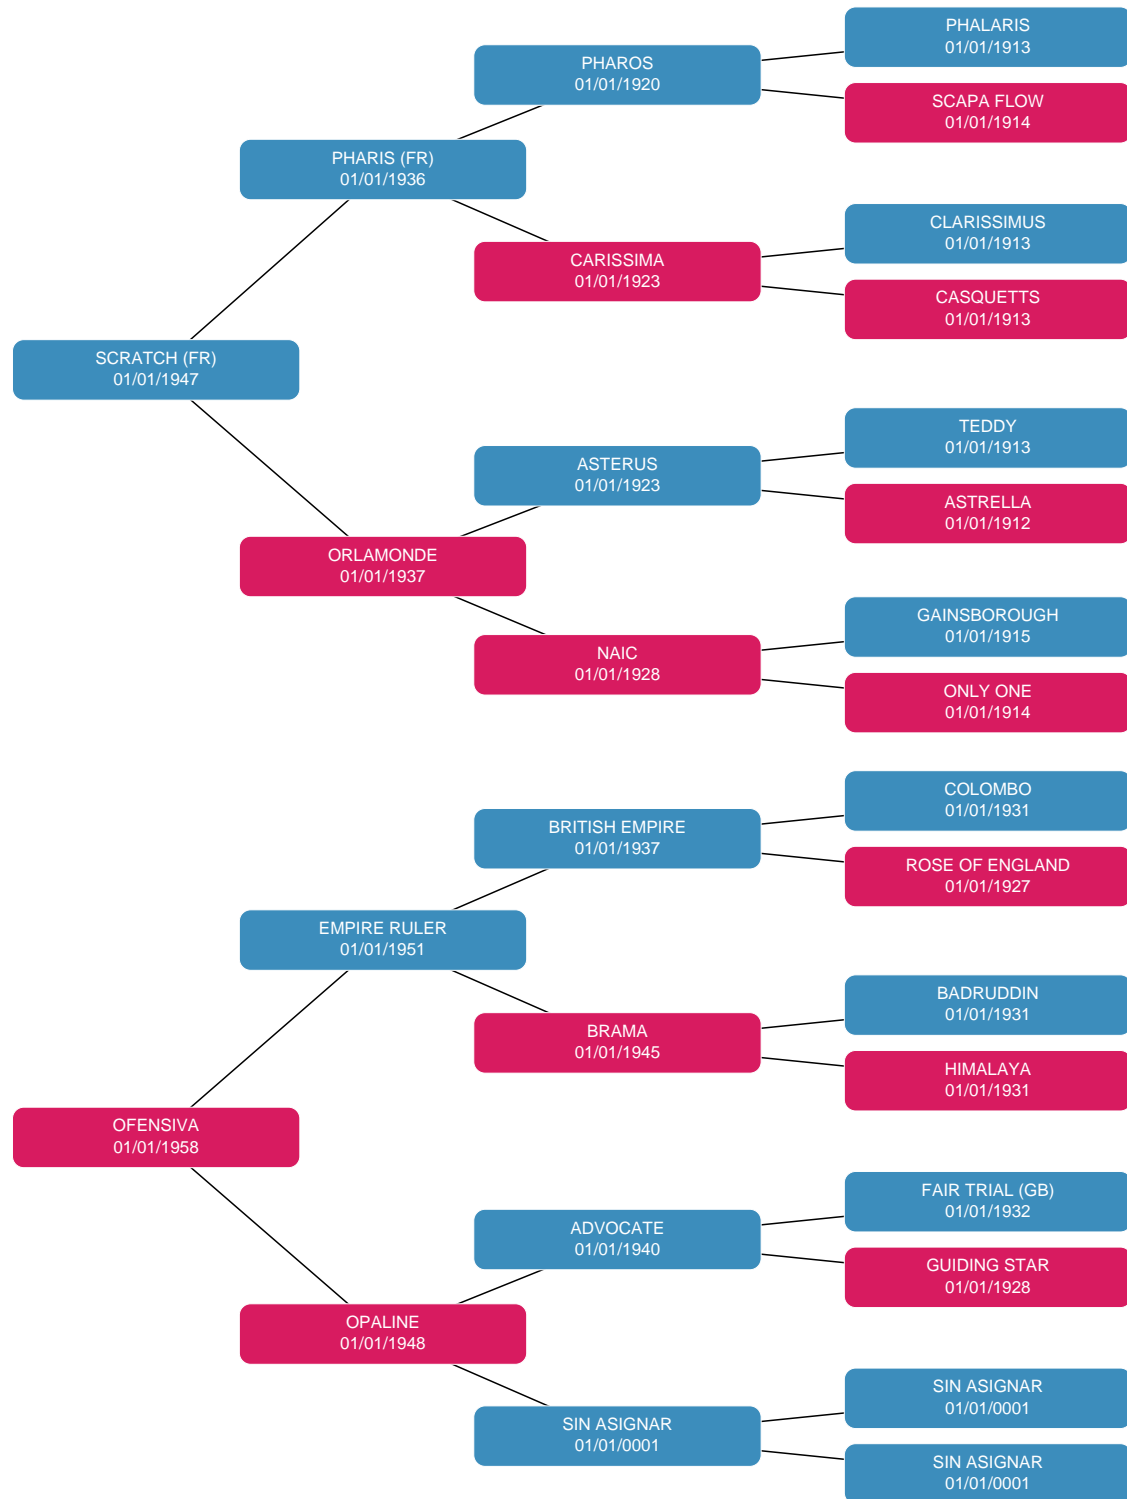 PHALARIS
01/01/1913
PHAROS
01/01/1920
SCAPA FLOW
01/01/1914
PHARIS (FR)
01/01/1936
CLARISSIMUS
01/01/1913
CARISSIMA
01/01/1923
CASQUETTS
01/01/1913
SCRATCH (FR)
01/01/1947
TEDDY
01/01/1913
ASTERUS
01/01/1923
ASTRELLA
01/01/1912
ORLAMONDE
01/01/1937
GAINSBOROUGH
01/01/1915
NAIC
01/01/1928
ONLY ONE
01/01/1914
COLOMBO
01/01/1931
BRITISH EMPIRE
01/01/1937
ROSE OF ENGLAND
01/01/1927
EMPIRE RULER
01/01/1951
BADRUDDIN
01/01/1931
BRAMA
01/01/1945
HIMALAYA
01/01/1931
OFENSIVA
01/01/1958
FAIR TRIAL (GB)
01/01/1932
ADVOCATE
01/01/1940
GUIDING STAR
01/01/1928
OPALINE
01/01/1948
SIN ASIGNAR
01/01/0001
SIN ASIGNAR
01/01/0001
SIN ASIGNAR
01/01/0001